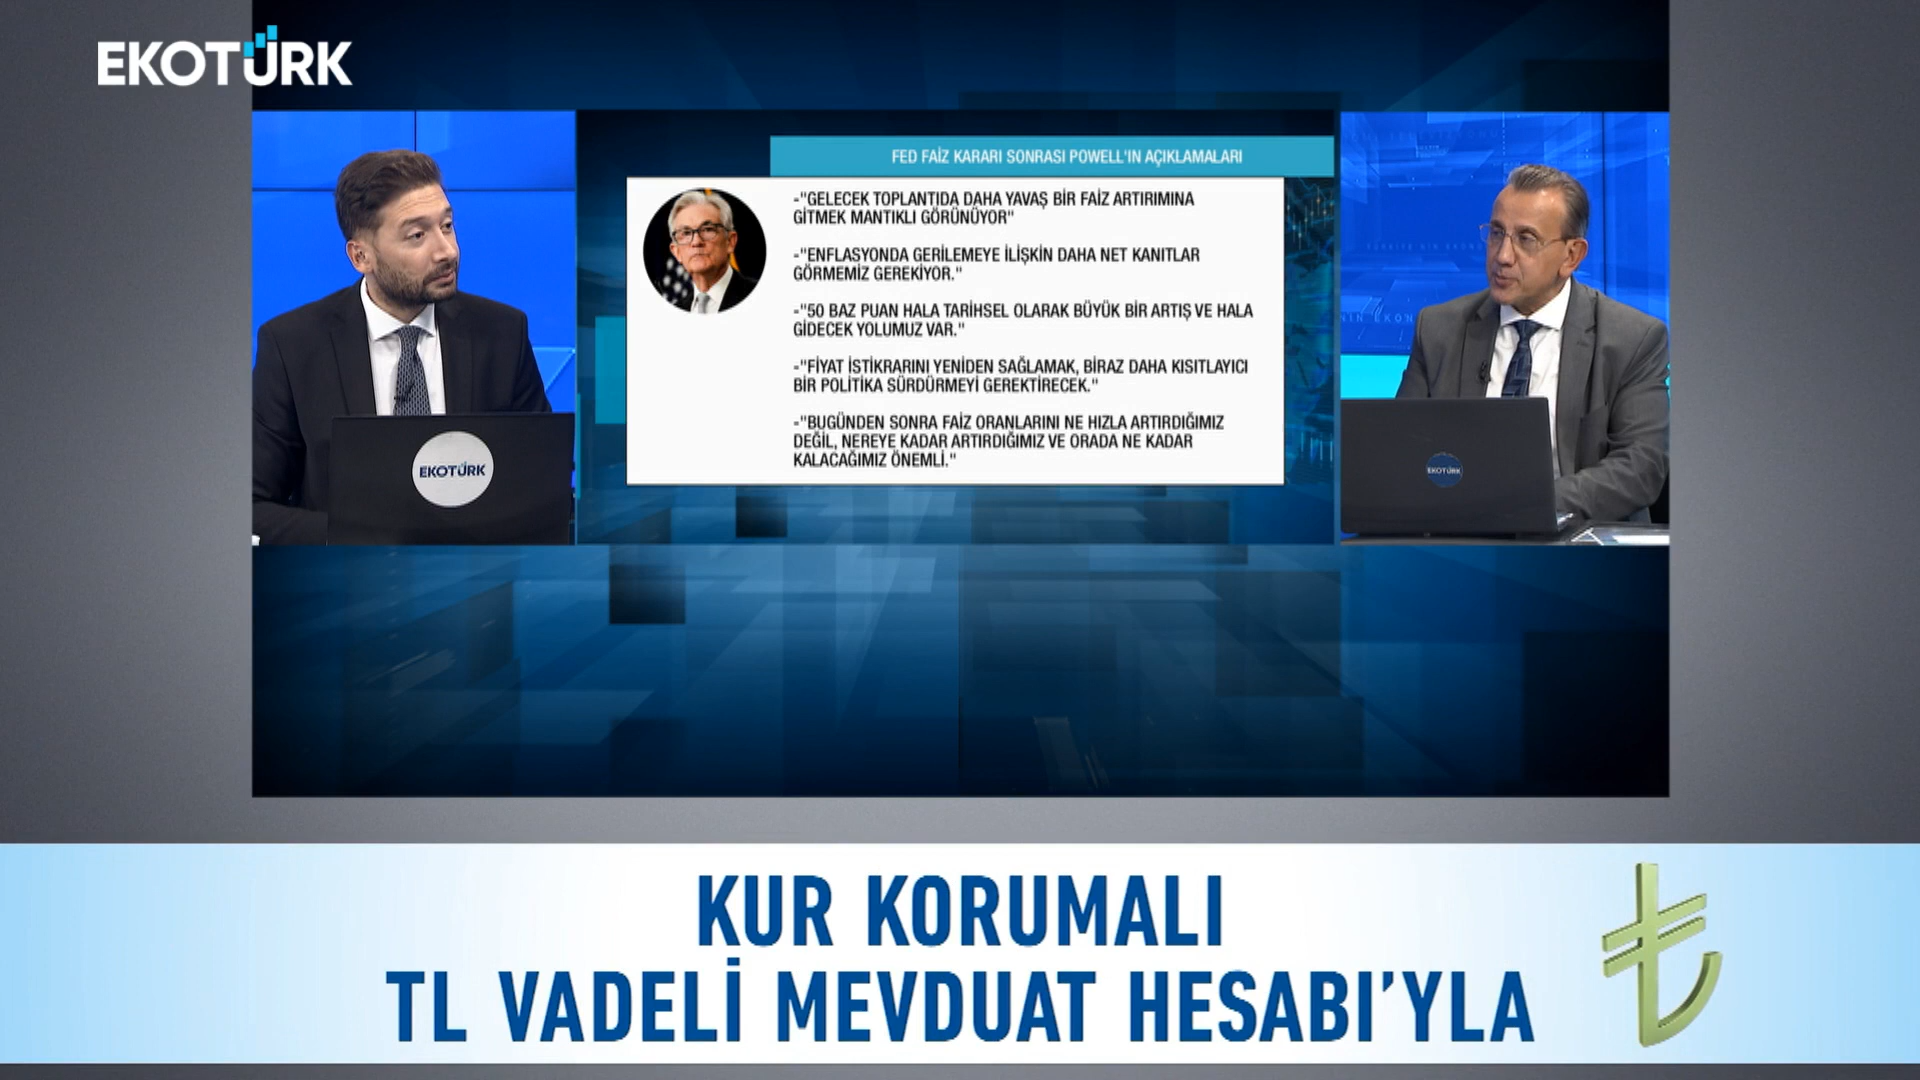 EKOTÜRK
FED FAİZ KARARI SONRASI POWELL'IN AÇIKLAMALARI
-"GELECEK TOPLANTIDA DAHA YAVAŞ BİR FAİZ ARTIRIMINA
GİTMEK MANTIKLI GÖRÜNÜYOR"
-"ENFLASYONDA GERİLEMEYE İLİŞKİN DAHA NET KANITLAR
GÖRMEMİZ GEREKİYOR."
-"50 BAZ PUAN HALA TARİHSEL OLARAK BÜYÜK BİR ARTIŞ VE HALA
GİDECEK YOLUMUZ VAR."
-"FİYAT İSTİKRARINI YENİDEN SAĞLAMAK, BİRAZ DAHA KISITLAYICI
BİR POLİTİKA SÜRDÜRMEYİ GEREKTİRECEK."
-"BUGÜNDEN SONRA FAİZ ORANLARINI NE HIZLA ARTIRDIĞIMIZ
DEĞİL, NEREYE KADAR ARTIRDIĞIMIZ VE ORADA NE KADAR
KALACAĞIMIZ ÖNEMLİ."
EKOTÜRK
EKOTÜRK
KUR KORUMALI
TL VADELİ MEVDUAT HESABI'YLA
₺